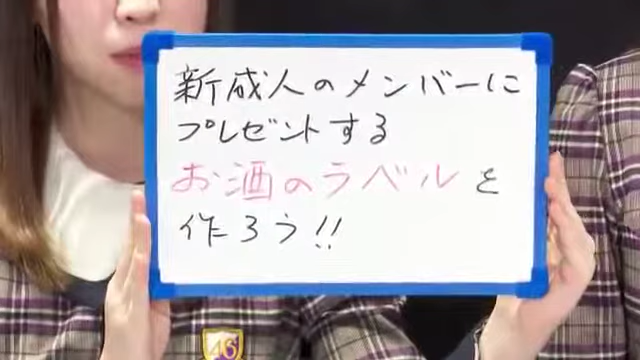 新成人のメンバーに
プレゼントする
お酒のラベルを
作ろう!!
46